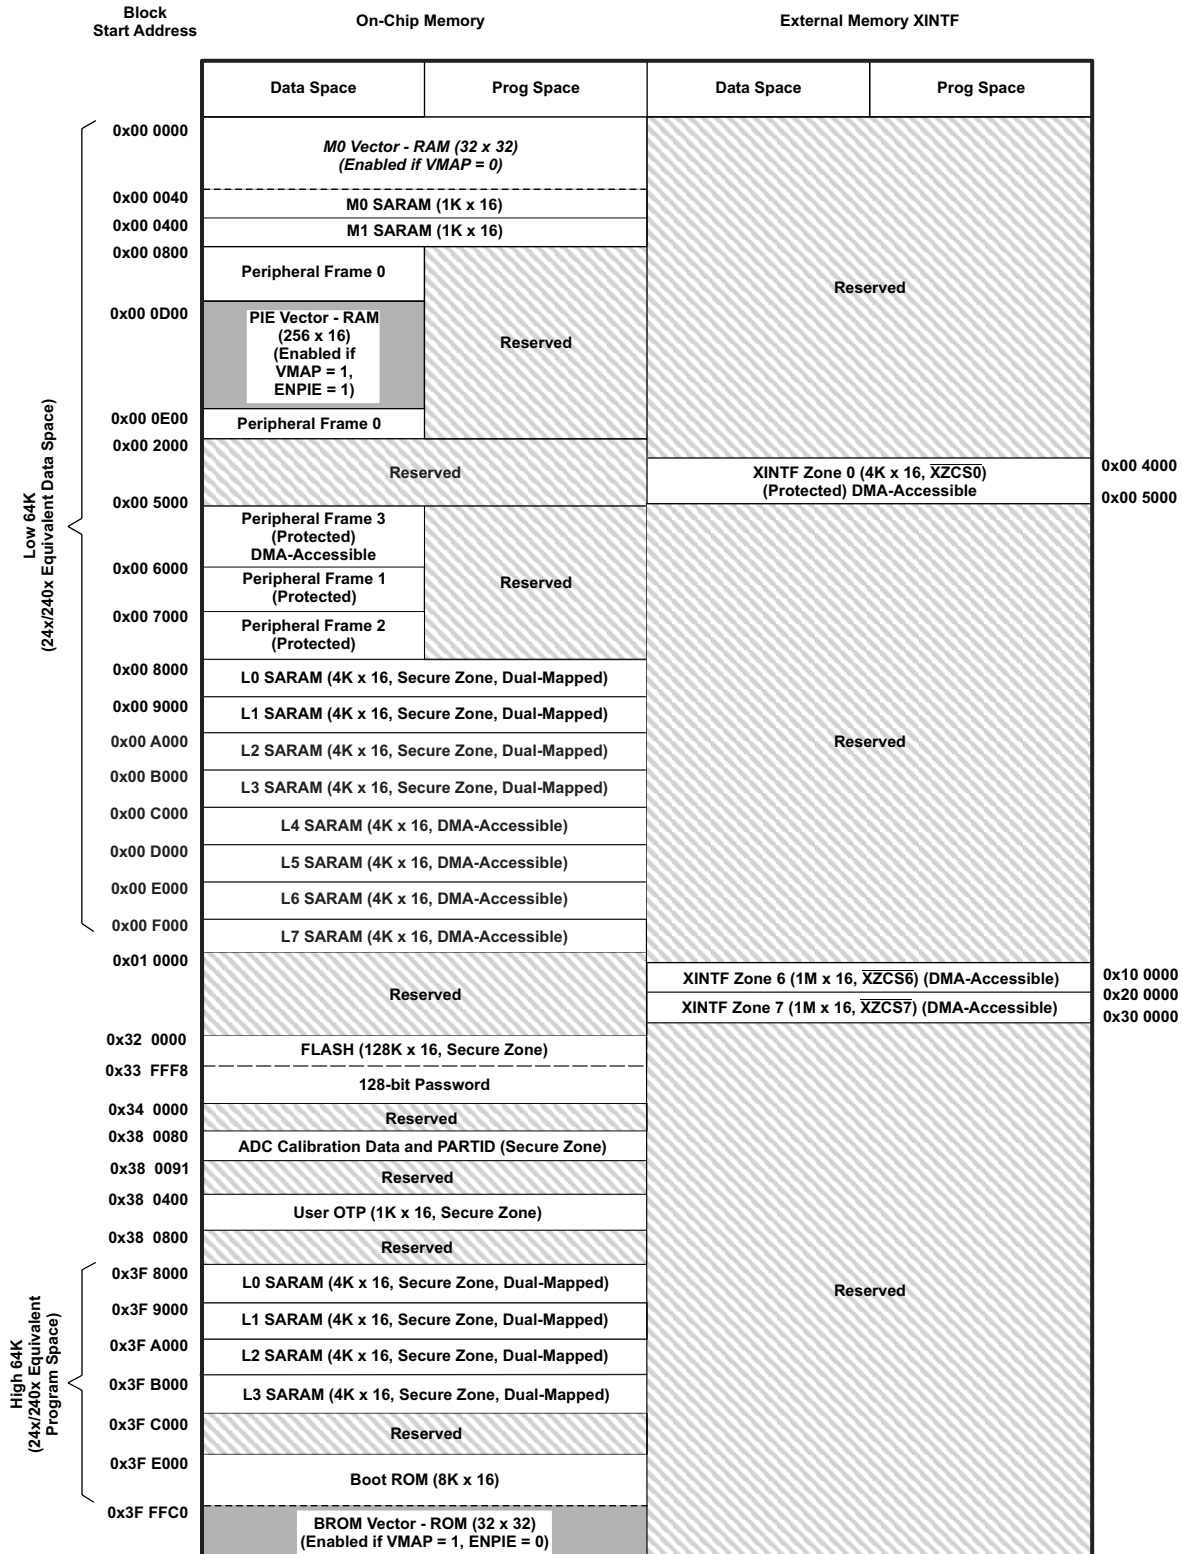 Block
Start Address
On-Chip Memory
External Memory XINTF
Data Space
Prog Space
Data Space
Prog Space
Low 64K
(24x/240x Equivalent Data Space)
0x00 0000
M0 Vector - RAM (32 x 32)
(Enabled if VMAP = 0)
0x00 0040
M0 SARAM (1K x 16)
0x00 0400
M1 SARAM (1K x 16)
0x00 0800
Peripheral Frame 0
Reserved
Reserved
0x00 0D00
PIE Vector - RAM
(256 x 16)
(Enabled if
VMAP = 1,
ENPIE = 1)
0x00 0E00
Peripheral Frame 0
0x00 2000
Reserved
XINTF Zone 0 (4K x 16, XZCS0)
(Protected) DMA-Accessible
0x00 4000
0x00 5000
0x00 5000
Peripheral Frame 3
(Protected)
DMA-Accessible
Reserved
0x00 6000
Peripheral Frame 1
(Protected)
0x00 7000
Peripheral Frame 2
(Protected)
0x00 8000
L0 SARAM (4K x 16, Secure Zone, Dual-Mapped)
0x00 9000
L1 SARAM (4K x 16, Secure Zone, Dual-Mapped)
0x00 A000
L2 SARAM (4K x 16, Secure Zone, Dual-Mapped)
Reserved
0x00 B000
L3 SARAM (4K x 16, Secure Zone, Dual-Mapped)
0x00 C000
L4 SARAM (4K x 16, DMA-Accessible)
0x00 D000
L5 SARAM (4K x 16, DMA-Accessible)
0x00 E000
L6 SARAM (4K x 16, DMA-Accessible)
0x00 F000
L7 SARAM (4K x 16, DMA-Accessible)
0x01 0000
Reserved
XINTF Zone 6 (1M x 16, XZCS6) (DMA-Accessible)
0x10 0000
0x20 0000
XINTF Zone 7 (1M x 16, XZCS7) (DMA-Accessible)
0x30 0000
0x32 0000
FLASH (128K x 16, Secure Zone)
0x33 FFF8
128-bit Password
0x34 0000
Reserved
0x38 0080
ADC Calibration Data and PARTID (Secure Zone)
0x38 0091
Reserved
0x38 0400
User OTP (1K x 16, Secure Zone)
0x38 0800
Reserved
High 64K
(24x/240x Equivalent
Program Space)
0x3F 8000
L0 SARAM (4K x 16, Secure Zone, Dual-Mapped)
Reserved
0x3F 9000
L1 SARAM (4K x 16, Secure Zone, Dual-Mapped)
0x3F A000
L2 SARAM (4K x 16, Secure Zone, Dual-Mapped)
0x3F B000
L3 SARAM (4K x 16, Secure Zone, Dual-Mapped)
0x3F C000
Reserved
0x3F E000
Boot ROM (8K x 16)
0x3F FFC0
BROM Vector - ROM (32 x 32)
(Enabled if VMAP = 1, ENPIE = 0)